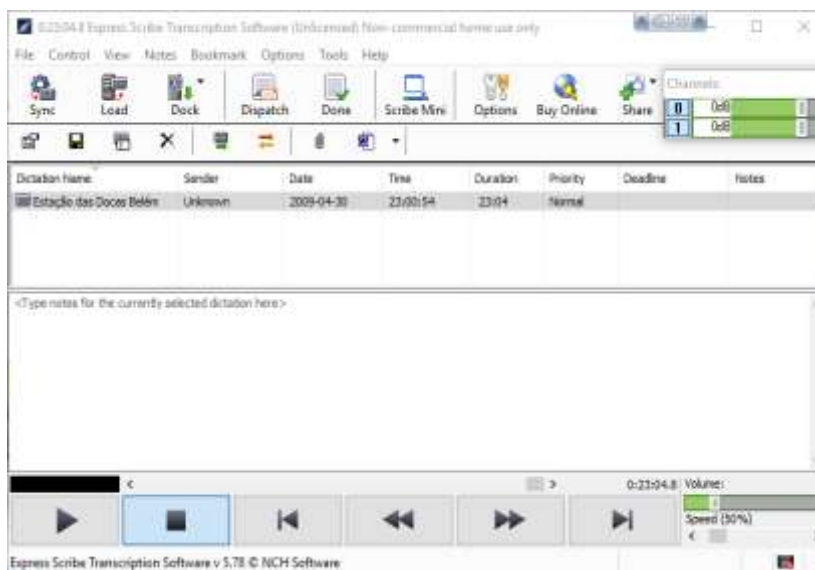 0:23:04.8 Express Scribe Transcription Software (Unlicensed) Non-commercial home use only
File Control View Notes Bookmark Options Tools Help
Sync Load Dock Dispatch Done Scribe Mini Options Buy Online Share
Channels:
0 0dB
1 0dB
Dictation Name Sender Date Time Duration Priority Deadline Notes
Estação das Docas Belém Unknown 2009-04-30 23:00:54 23:04 Normal
<Type notes for the currently selected dictation here>
0:23:04.8 Volume:
Speed (50%)
Express Scribe Transcription Software v 5.78 © NCH Software